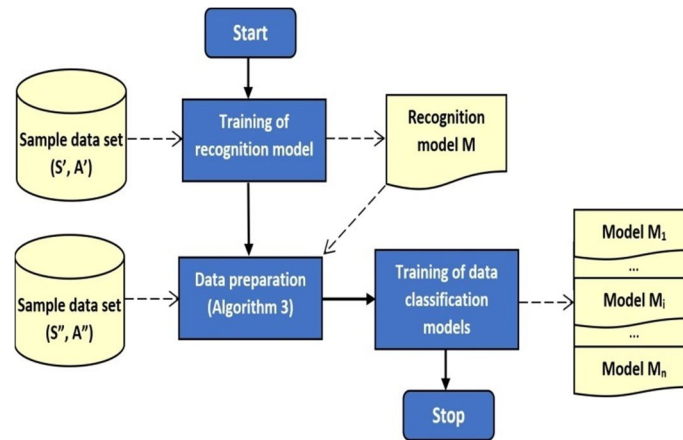 Start
Sample data set
(S’, A’)
Training of
recognition model
Recognition
model M
Sample data set
(S”, A”)
Data preparation
(Algorithm 3)
Training of data
classification
models
Model M₁
...
Model Mᵢ
...
Model Mₙ
Stop